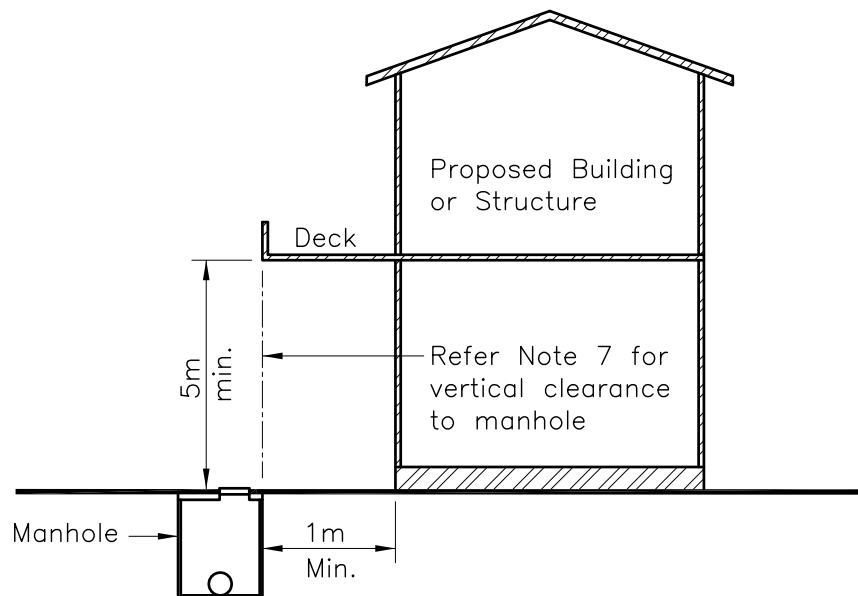 Proposed Building
or Structure
Deck
5m
min.
Refer Note 7 for
vertical clearance
to manhole
Manhole
1m
Min.